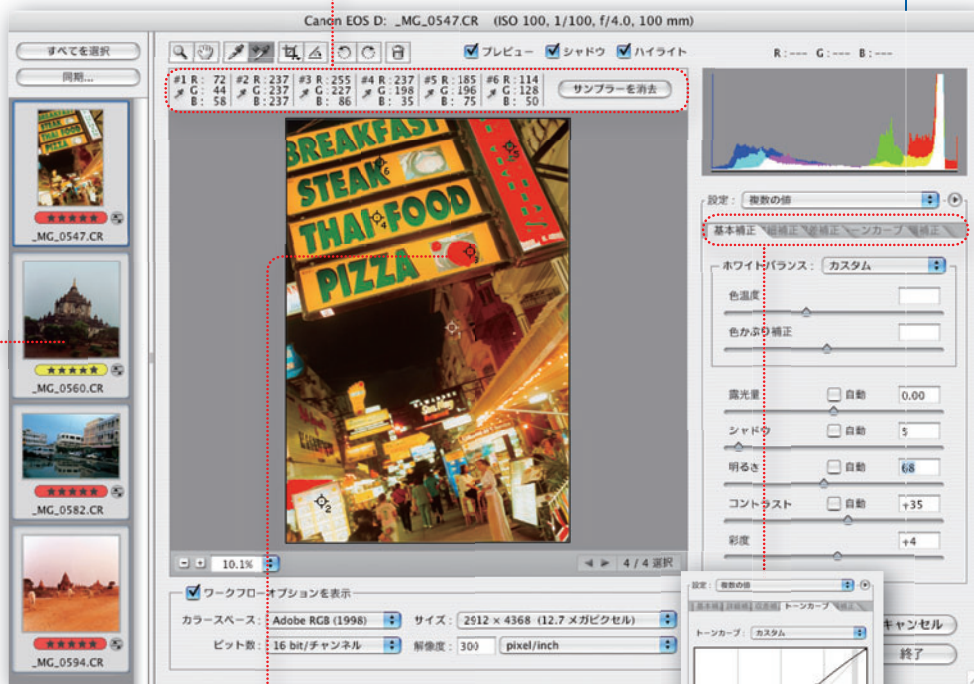 Canon EOS D: _MG_0547.CR (ISO 100, 1/100, f/4.0, 100 mm)
すべてを選択
同期...
プレビュー シャドウ ハイライト
R:--- G:--- B:---
#1 R: 72 G: 44 B: 58
#2 R: 237 G: 237 B: 237
#3 R: 255 G: 227 B: 86
#4 R: 237 G: 198 B: 35
#5 R: 185 G: 196 B: 75
#6 R: 114 G: 128 B: 50
サンプラーを消去
_MG_0547.CR
_MG_0560.CR
_MG_0582.CR
_MG_0594.CR
BREAKFAST
STEAK
THAI FOOD
PIZZA
設定: 複数の値
基本補正
トーンカーブ
ホワイトバランス: カスタム
色温度
色かぶり補正
露光量 自動 0.00
シャドウ 自動 5
明るさ 自動 68
コントラスト 自動 +35
彩度 +4
10.1%
4 / 4 選択
ワークフローオプションを表示
カラースペース: Adobe RGB (1998)
サイズ: 2912 × 4368 (12.7 メガピクセル)
ビット数: 16 bit/チャンネル
解像度: 300 pixel/inch
設定: 複数の値
トーンカーブ
トーンカーブ: カスタム
キャンセル
終了